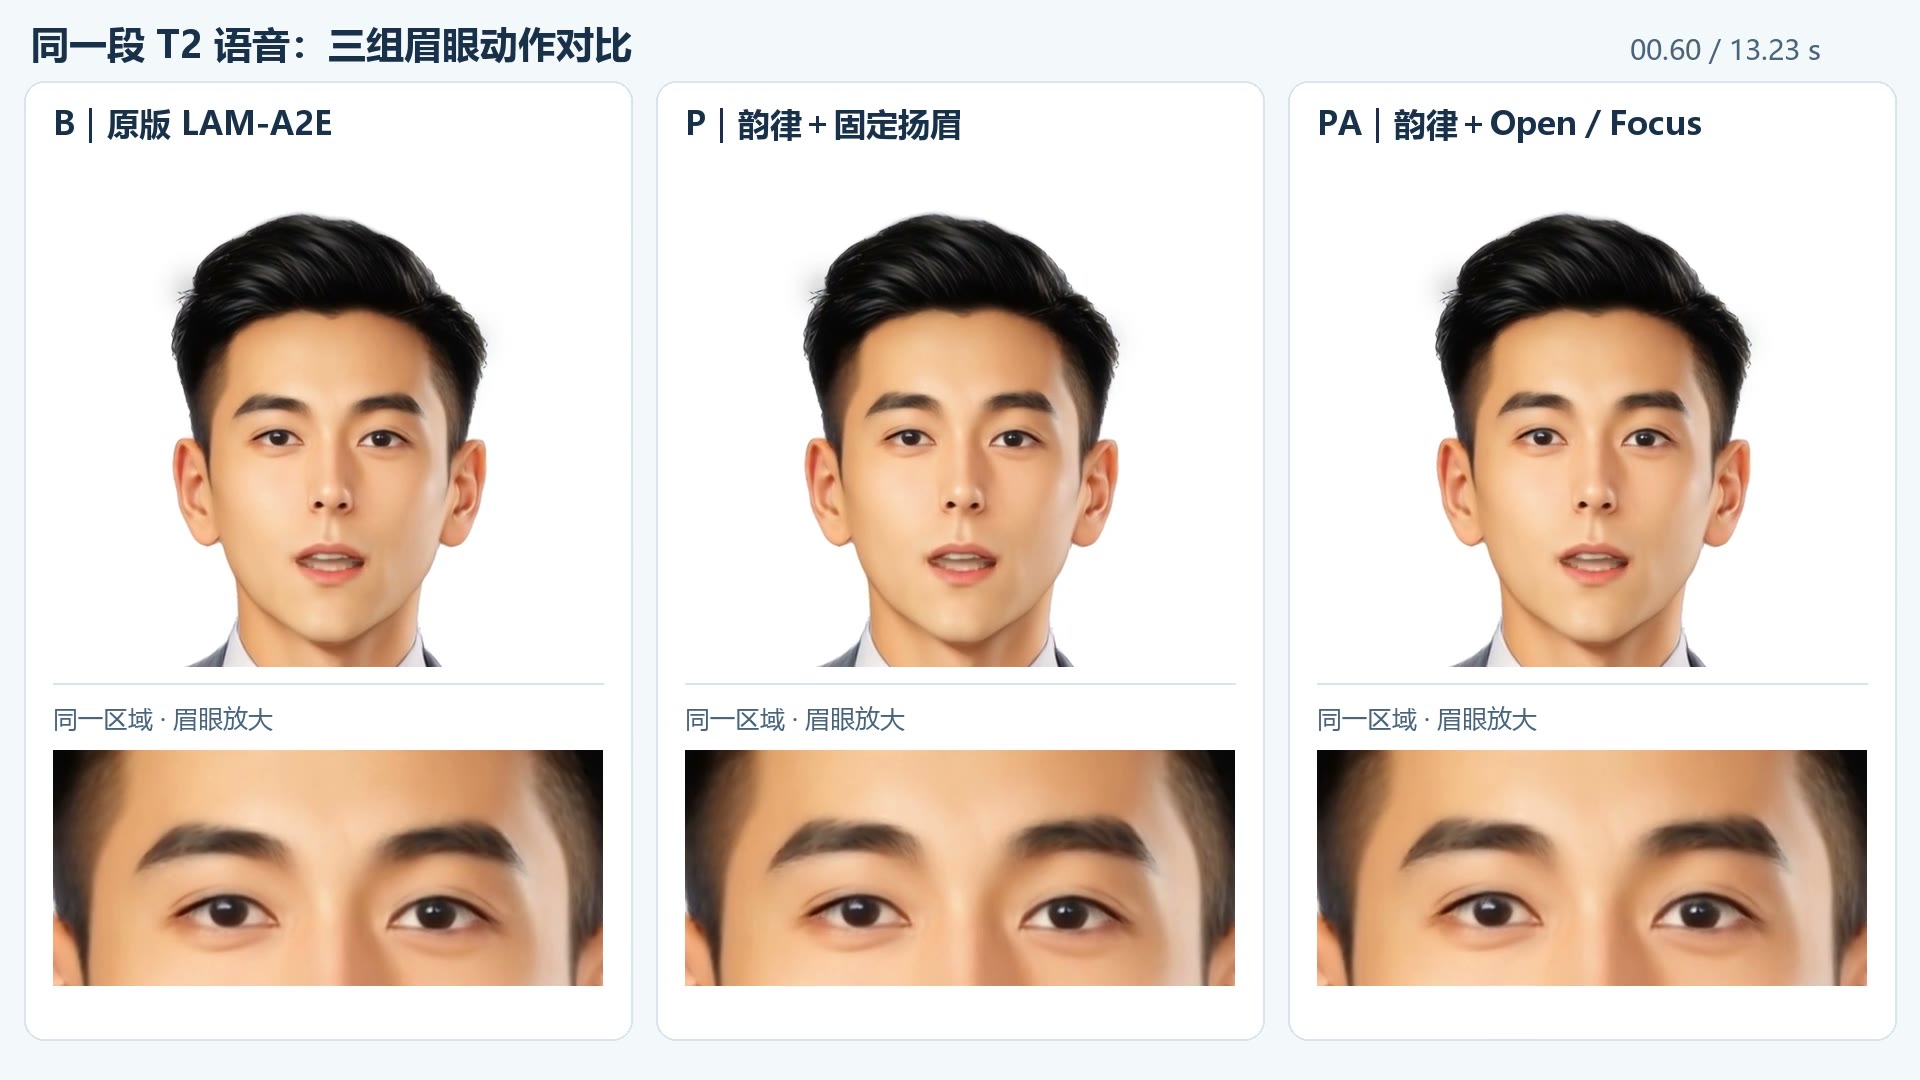 同一段 T2 语音：三组眉眼动作对比
00.60 / 13.23 s
B｜原版 LAM-A2E
P｜韵律＋固定扬眉
PA｜韵律＋Open / Focus
同一区域 · 眉眼放大
同一区域 · 眉眼放大
同一区域 · 眉眼放大